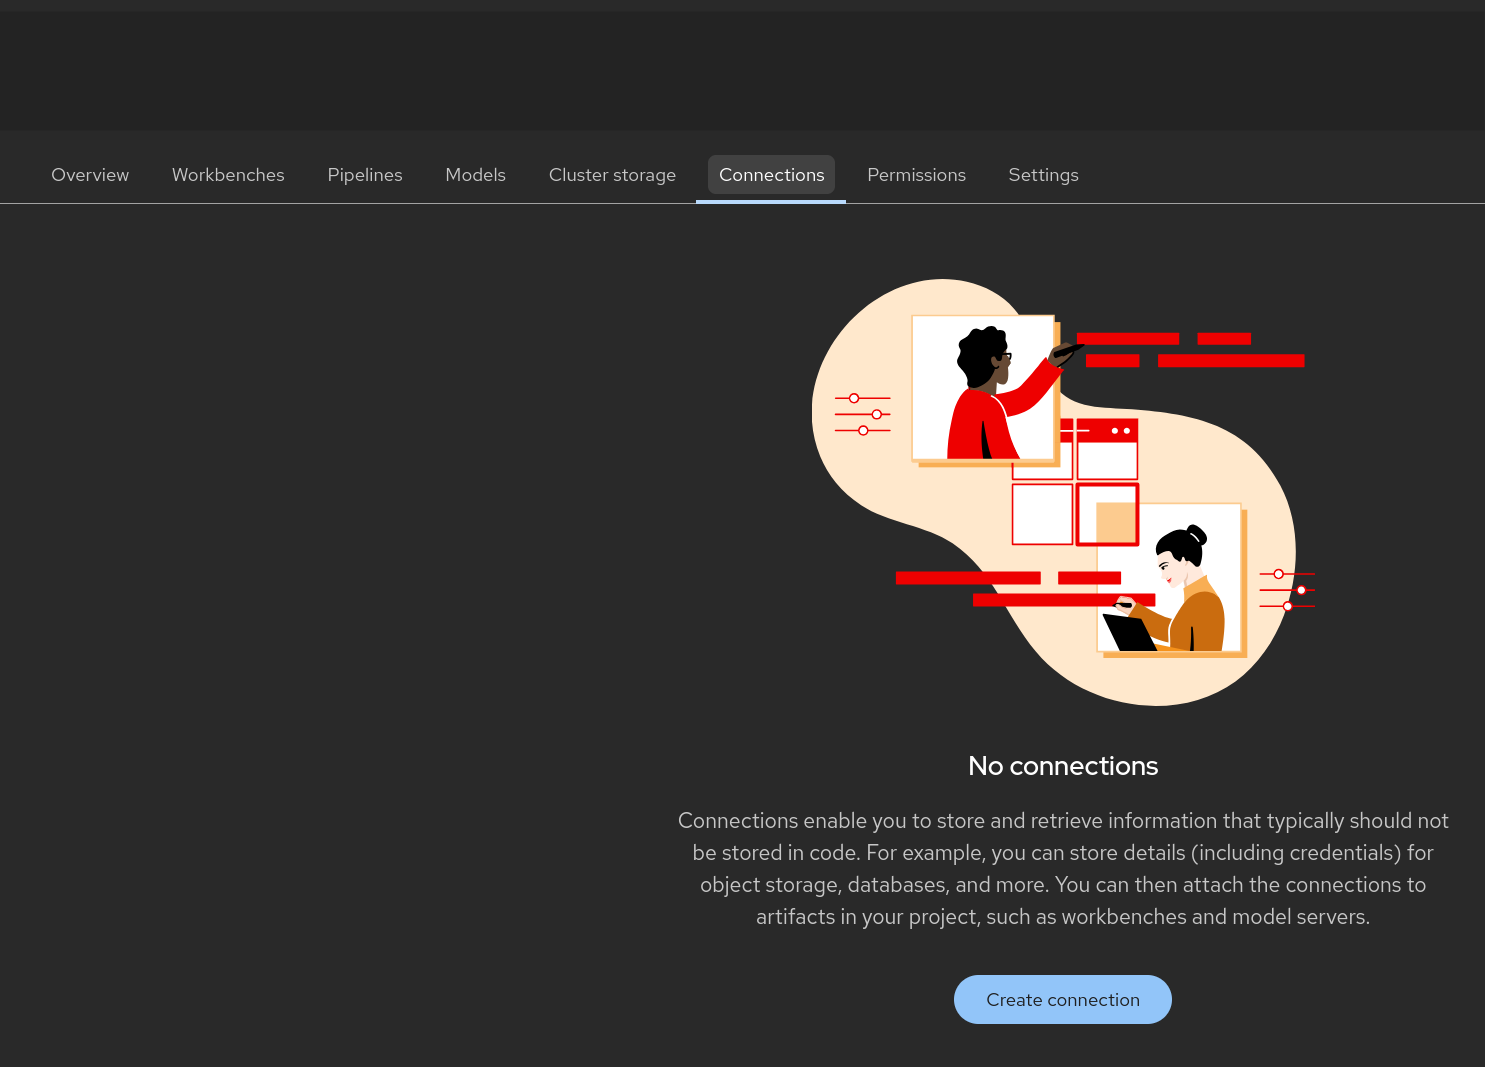 Overview Workbenches Pipelines Models Cluster storage Connections Permissions Settings
No connections
Connections enable you to store and retrieve information that typically should not
be stored in code. For example, you can store details (including credentials) for
object storage, databases, and more. You can then attach the connections to
artifacts in your project, such as workbenches and model servers.
Create connection